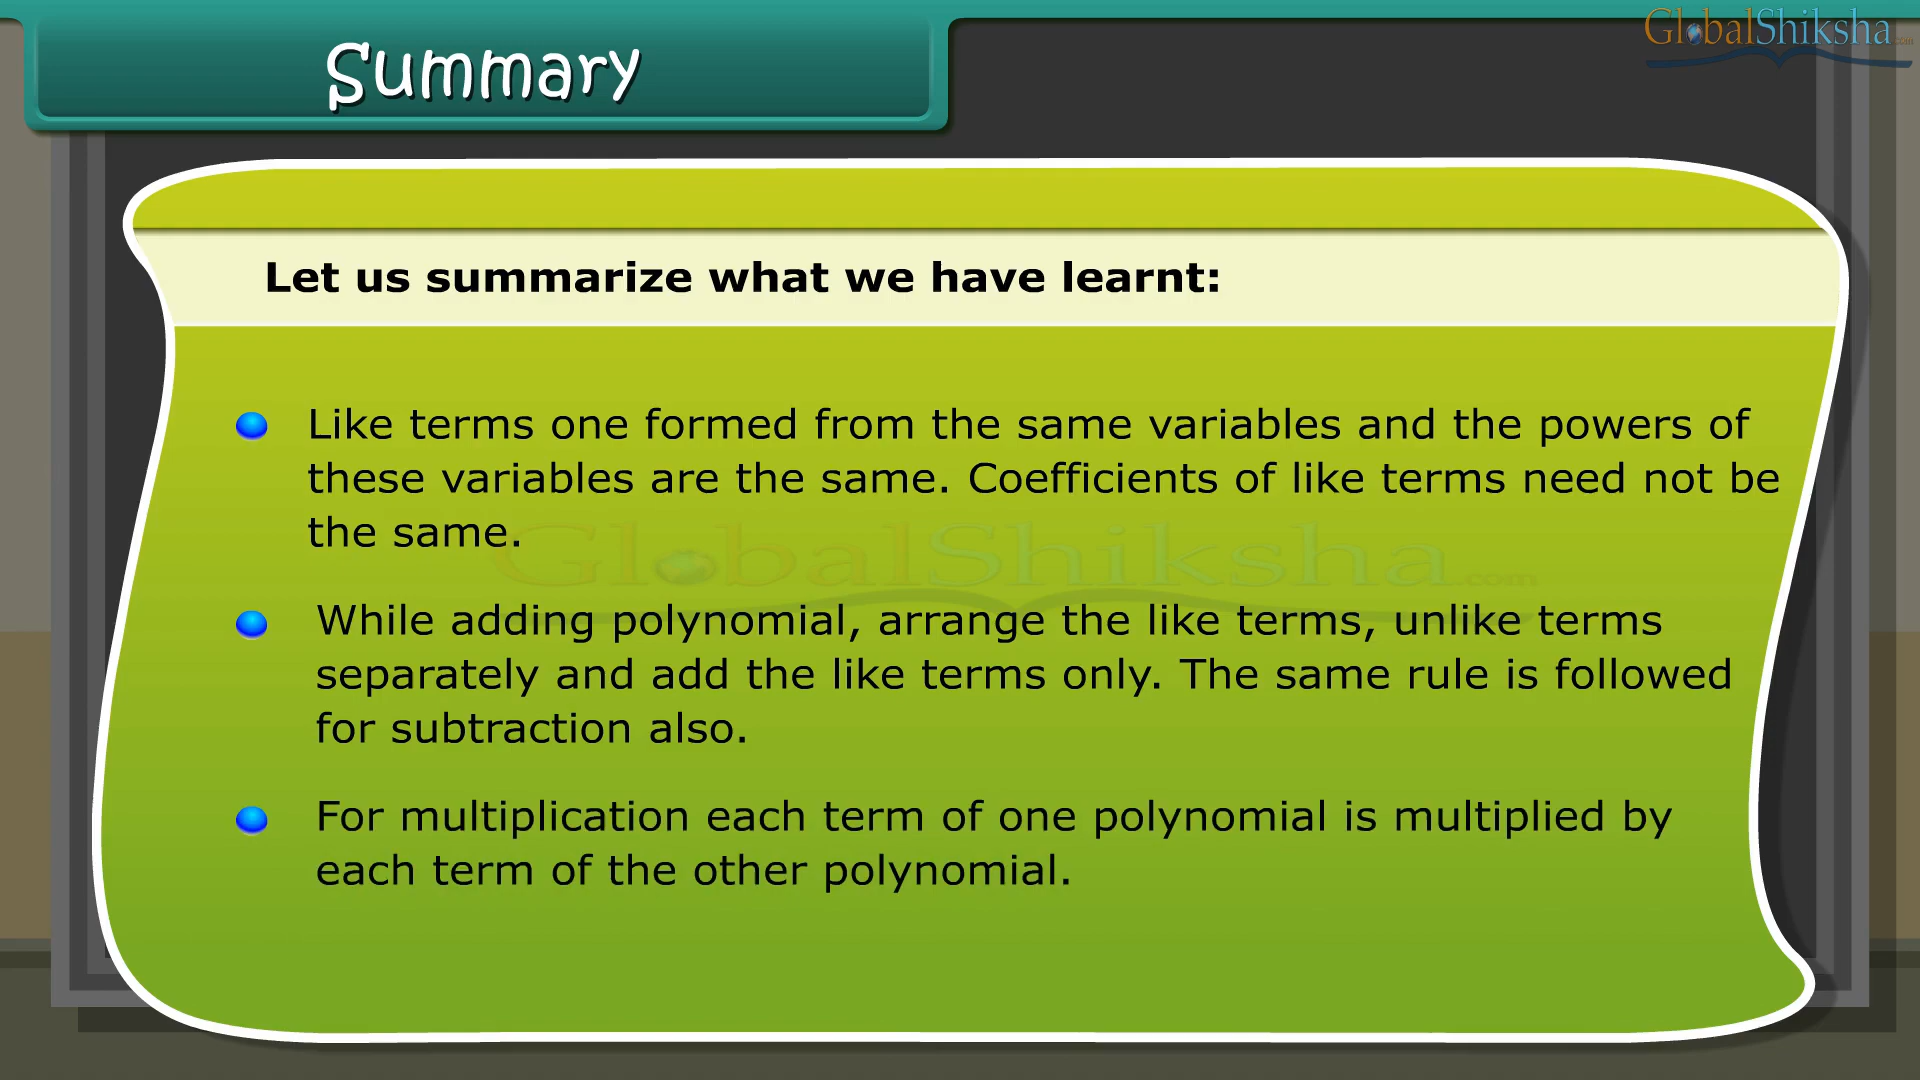 Summary
GlobalShiksha.com
Let us summarize what we have learnt:
Like terms one formed from the same variables and the powers of
these variables are the same. Coefficients of like terms need not be
the same.
GlobalShiksha.com
While adding polynomial, arrange the like terms, unlike terms
separately and add the like terms only. The same rule is followed
for subtraction also.
For multiplication each term of one polynomial is multiplied by
each term of the other polynomial.